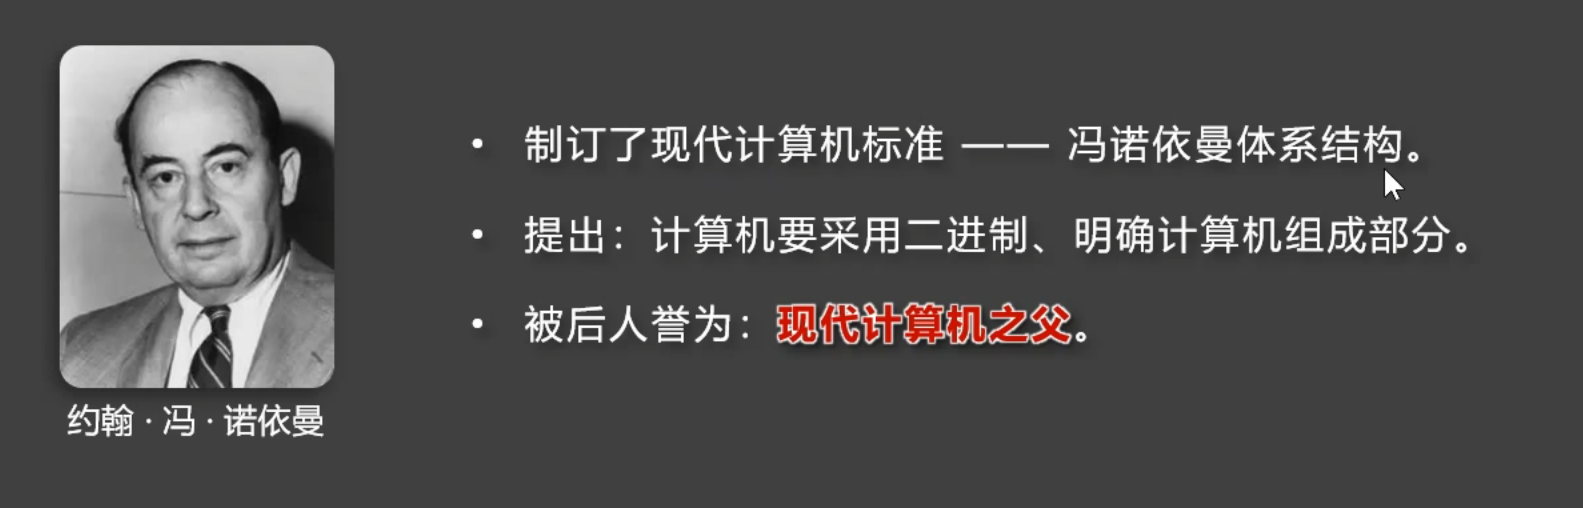 • 制订了现代计算机标准 —— 冯诺依曼体系结构。
• 提出：计算机要采用二进制、明确计算机组成部分。
• 被后人誉为：现代计算机之父。
约翰 · 冯 · 诺依曼